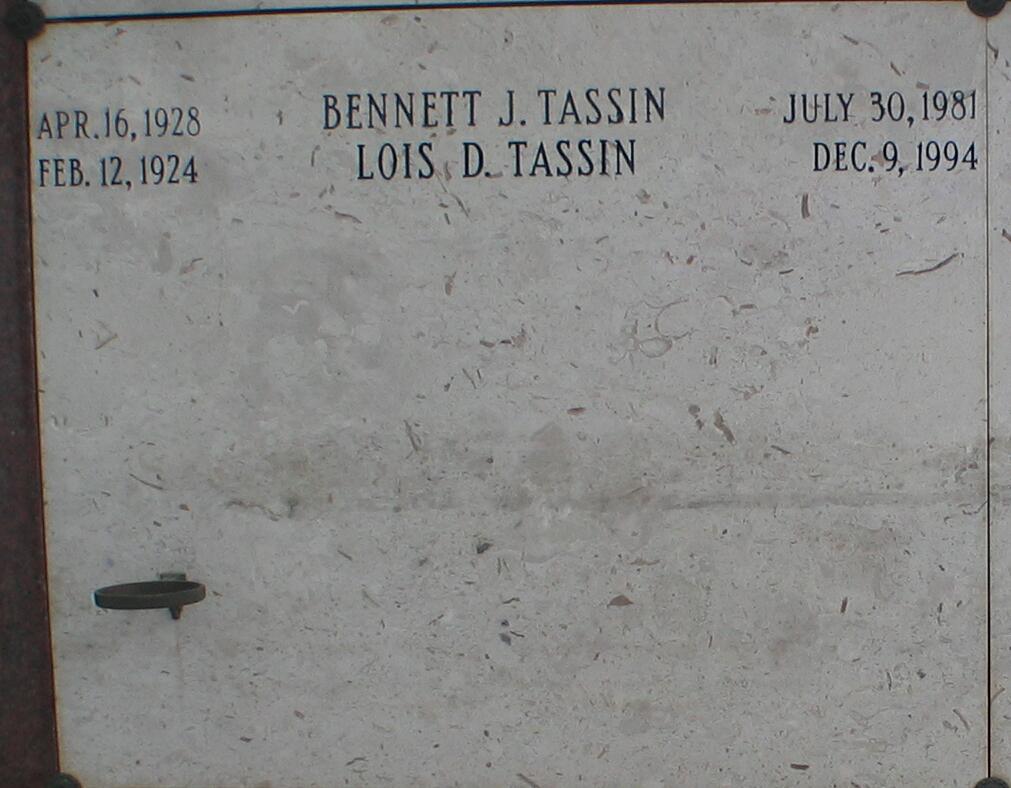 APR. 16, 1928 BENNETT J. TASSIN JULY 30, 1981
FEB. 12, 1924 LOIS D. TASSIN DEC. 9, 1994